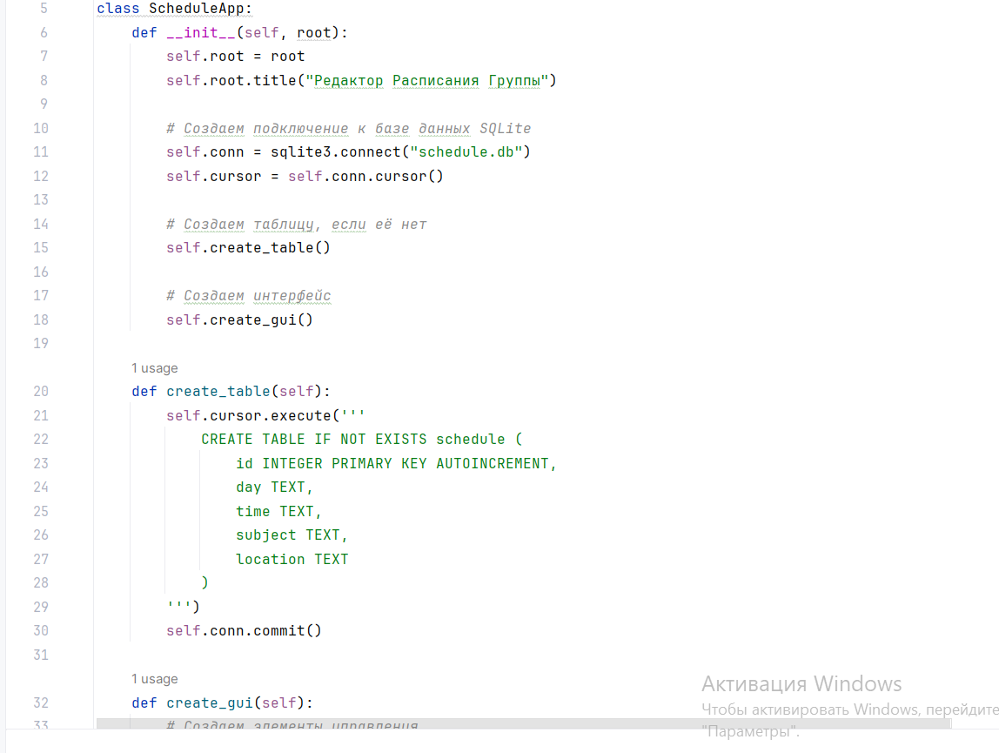 5 class ScheduleApp:
6 def __init__(self, root):
7 self.root = root
8 self.root.title("Редактор Расписания Группы")
9
10 # Создаем подключение к базе данных SQLite
11 self.conn = sqlite3.connect("schedule.db")
12 self.cursor = self.conn.cursor()
13
14 # Создаем таблицу, если её нет
15 self.create_table()
16
17 # Создаем интерфейс
18 self.create_gui()
19
1 usage
20 def create_table(self):
21 self.cursor.execute('''
22 CREATE TABLE IF NOT EXISTS schedule (
23 id INTEGER PRIMARY KEY AUTOINCREMENT,
24 day TEXT,
25 time TEXT,
26 subject TEXT,
27 location TEXT
28 )
29 ''')
30 self.conn.commit()
31
1 usage
32 def create_gui(self):
33 # Создаем элементы управления
Активация Windows
Чтобы активировать Windows, перейдите
"Параметры".